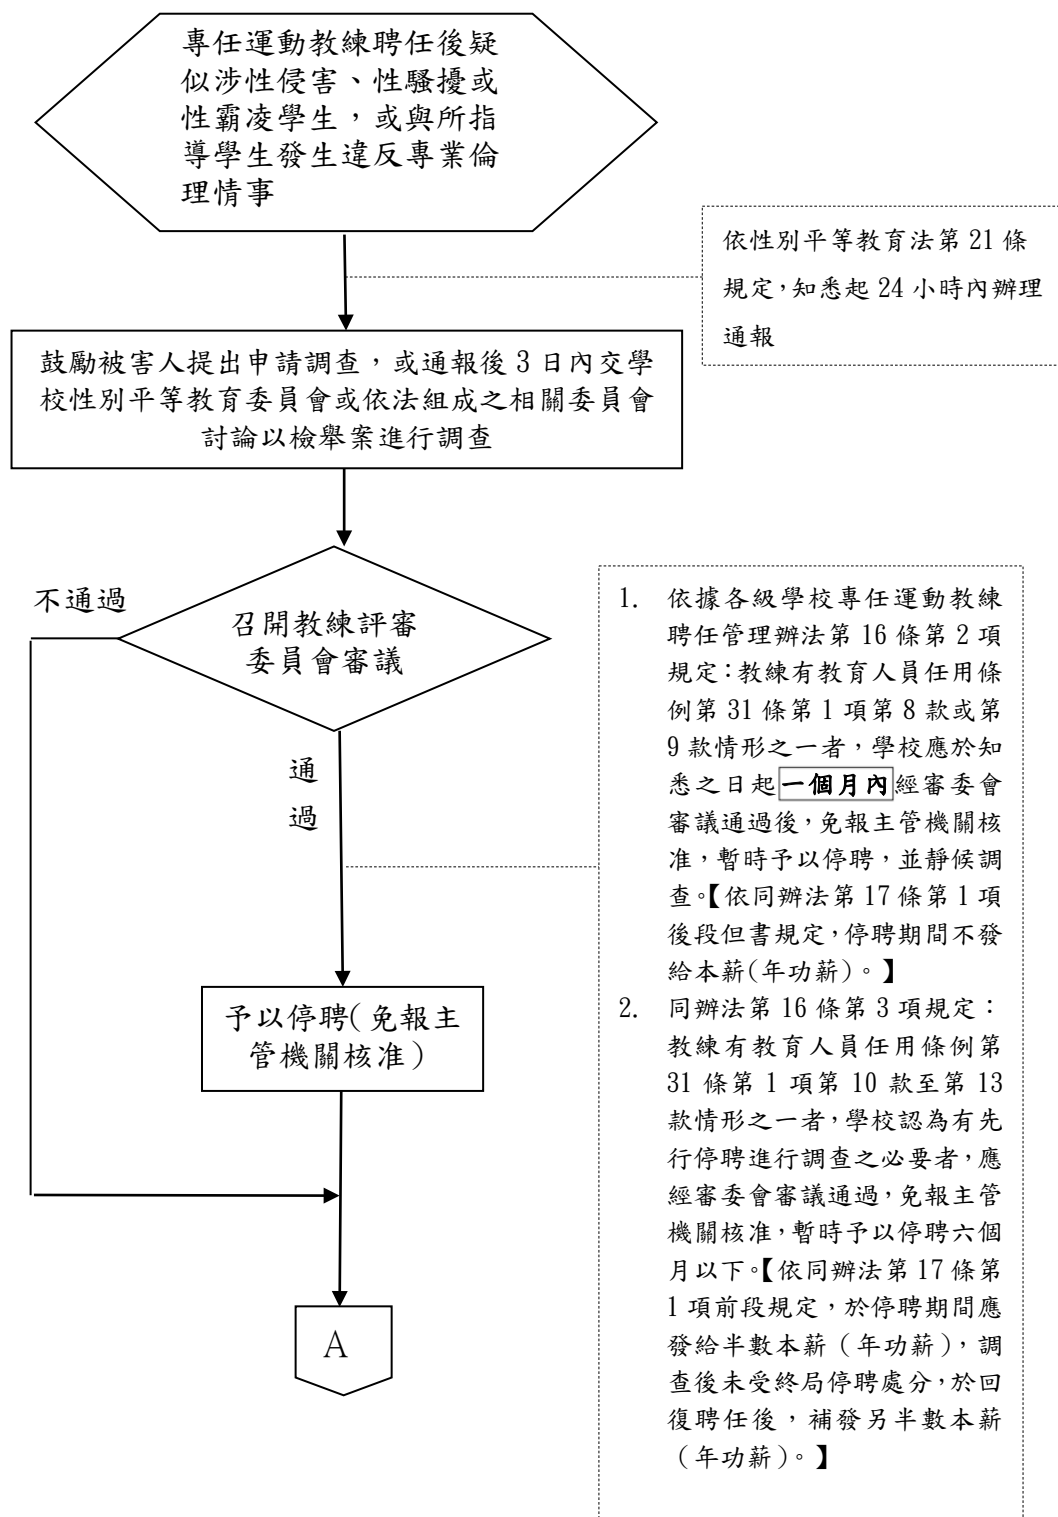 專任運動教練聘任後疑
似涉性侵害、性騷擾或
性霸凌學生，或與所指
導學生發生違反專業倫
理情事
依性別平等教育法第 21 條
規定，知悉起 24 小時內辦理
通報
鼓勵被害人提出申請調查，或通報後 3 日內交學
校性別平等教育委員會或依法組成之相關委員會
討論以檢舉案進行調查
不通過
召開教練評審
委員會審議
通
過
予以停聘(免報主
管機關核准)
A
1. 依據各級學校專任運動教練
聘任管理辦法第 16 條第 2 項
規定：教練有教育人員任用條
例第 31 條第 1 項第 8 款或第
9 款情形之一者，學校應於知
悉之日起一個月內經審委會
審議通過後，免報主管機關核
准，暫時予以停聘，並靜候調
查。【依同辦法第 17 條第 1 項
後段但書規定，停聘期間不發
給本薪(年功薪)。】
2. 同辦法第 16 條第 3 項規定：
教練有教育人員任用條例第
31 條第 1 項第 10 款至第 13
款情形之一者，學校認為有先
行停聘進行調查之必要者，應
經審委會審議通過，免報主管
機關核准，暫時予以停聘六個
月以下。【依同辦法第 17 條第
1 項前段規定，於停聘期間應
發給半數本薪（年功薪），調
查後未受終局停聘處分，於回
復聘任後，補發另半數本薪
（年功薪）。】